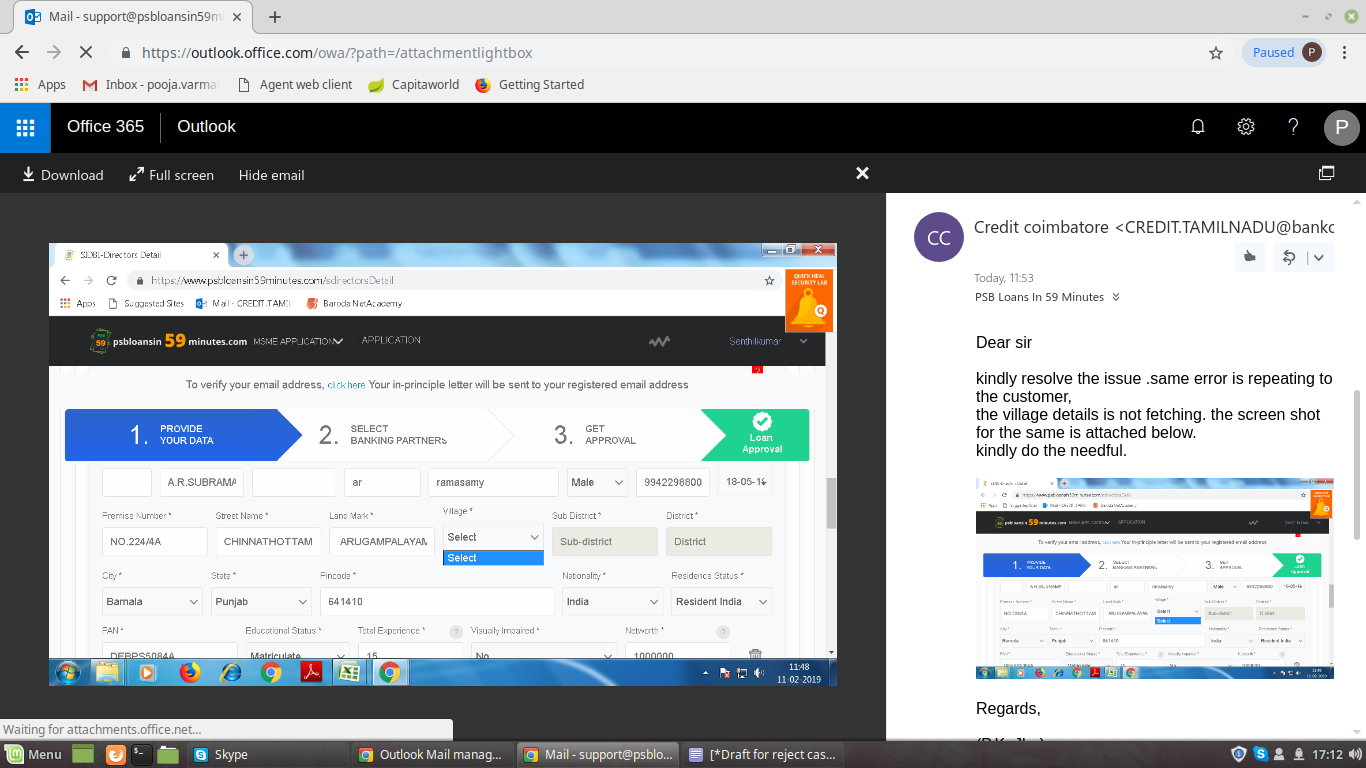 Mail - support@psbloansin59m
https://outlook.office.com/owa/?path=/attachmentlightbox
Paused P
Apps Inbox - pooja.varma Agent web client Capitaworld Getting Started
Office 365 Outlook
P
Download Full screen Hide email
SIDBI-Directors Detail
https://www.psbloansin59minutes.com/sdirectorsDetail
Apps Suggested Sites Mail - CREDIT.TAMIL Baroda NetAcademy
QUICK HEAL
SECURITY LAB
psbloansin 59 minutes.com MSME APPLICATION APPLICATION Senthilkumar
To verify your email address, click here Your in-principle letter will be sent to your registered email address
1. PROVIDE YOUR DATA
2. SELECT BANKING PARTNERS
3. GET APPROVAL
Loan Approval
A.R.SUBRAMA ar ramasamy Male 9942298800 18-05-1
Premise Number * Street Name * Land Mark * Village * Sub District * District *
NO.224/4A CHINNATHOTTAM ARUGAMPALAYAM Select Sub-district District
Select
City * State * Pincode * Nationality * Residence Status *
Barnala Punjab 641410 India Resident India
PAN * Educational Status * Total Experience * ? Visually Impaired * Networth * ?
DEBPS5084A Matriculate 15 No 1000000
11:48
11-02-2019
CC
Credit coimbatore <CREDIT.TAMILNADU@bankc
Today, 11:53
PSB Loans In 59 Minutes
Dear sir
kindly resolve the issue .same error is repeating to
the customer,
the village details is not fetching. the screen shot
for the same is attached below.
kindly do the needful.
Regards,
Waiting for attachments.office.net...
Menu Skype Outlook Mail manag... Mail - support@psblo... [*Draft for reject cas... 17:12